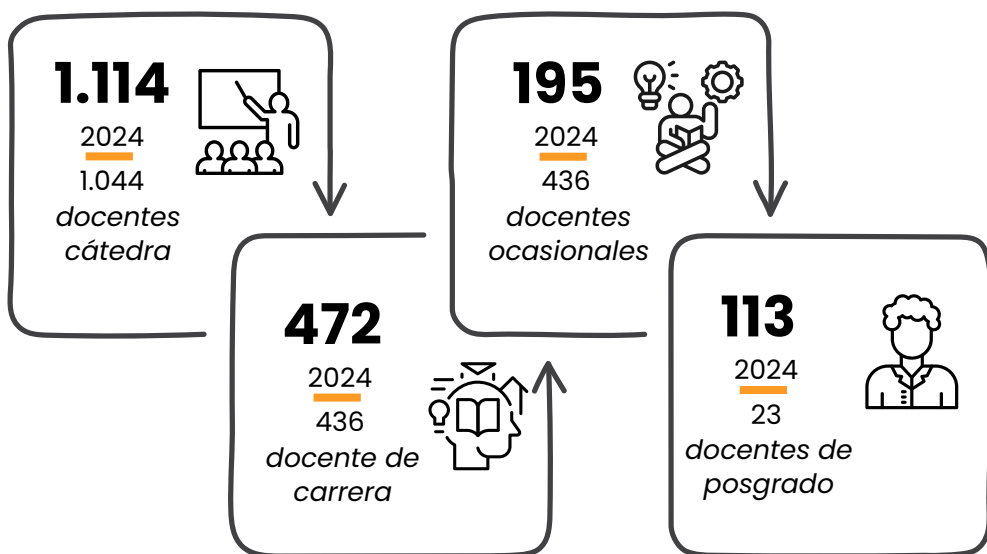 1.114
2024
1.044
docentes
cátedra
472
2024
436
docente de
carrera
195
2024
436
docentes
ocasionales
113
2024
23
docentes de
posgrado